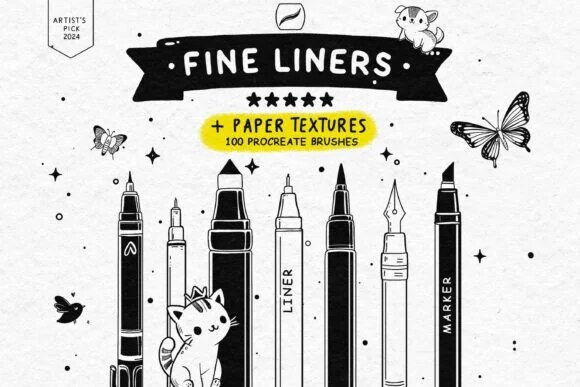 ARTIST'S
PICK
2024
• FINE LINERS •
★★★★★
+ PAPER TEXTURES
100 PROCREATE BRUSHES
LINER
MARKER